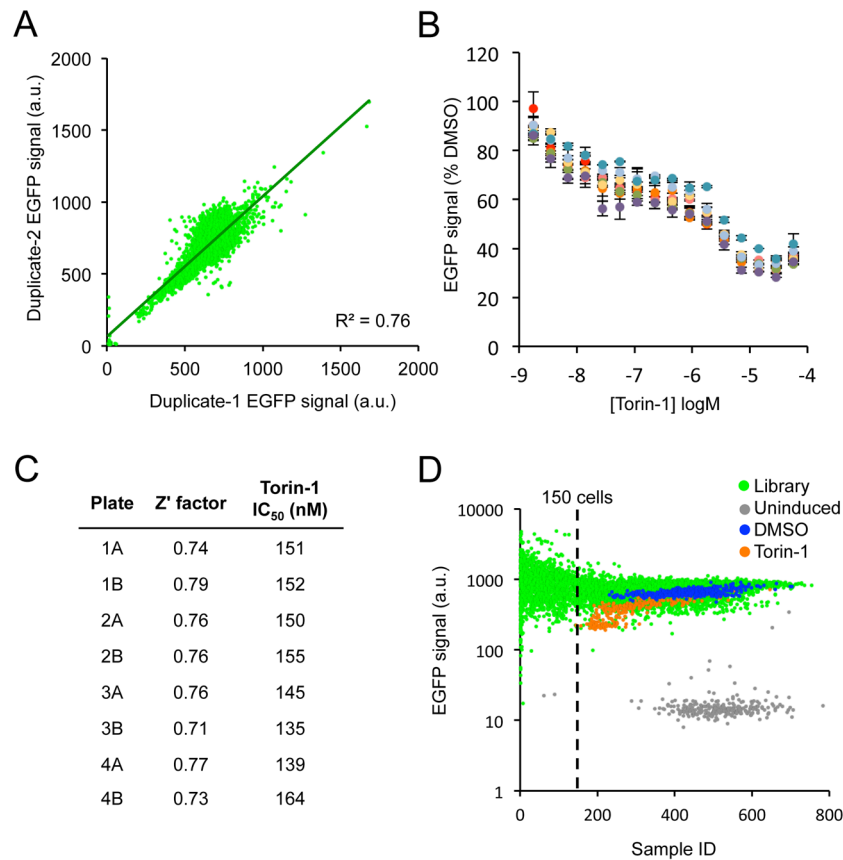 A
2000
1500
1000
500
0
0 500 1000 1500 2000
Duplicate-2 EGFP signal (a.u.)
Duplicate-1 EGFP signal (a.u.)
R² = 0.76
B
120
100
80
60
40
20
0
-9 -8 -7 -6 -5 -4
EGFP signal (% DMSO)
[Torin-1] logM
C
Plate Z' factor Torin-1
IC50 (nM)
1A 0.74 151
1B 0.79 152
2A 0.76 150
2B 0.76 155
3A 0.76 145
3B 0.71 135
4A 0.77 139
4B 0.73 164
D
150 cells
Library
Uninduced
DMSO
Torin-1
10000
1000
100
10
1
0 200 400 600 800
EGFP signal (a.u.)
Sample ID